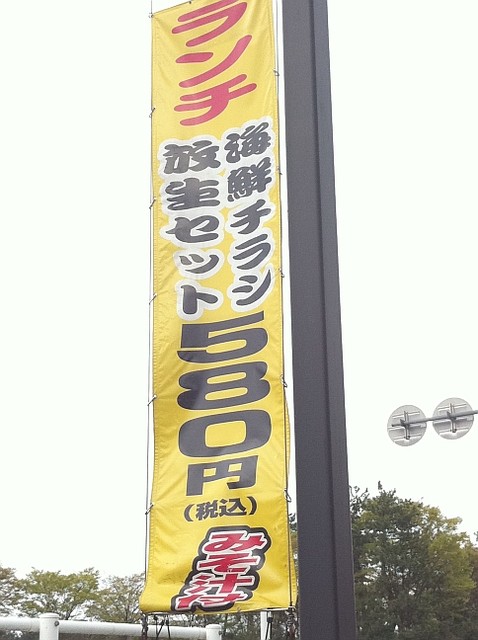 ランチ
海鮮チラシ
放生セット
580円
(税込)
みそ汁付